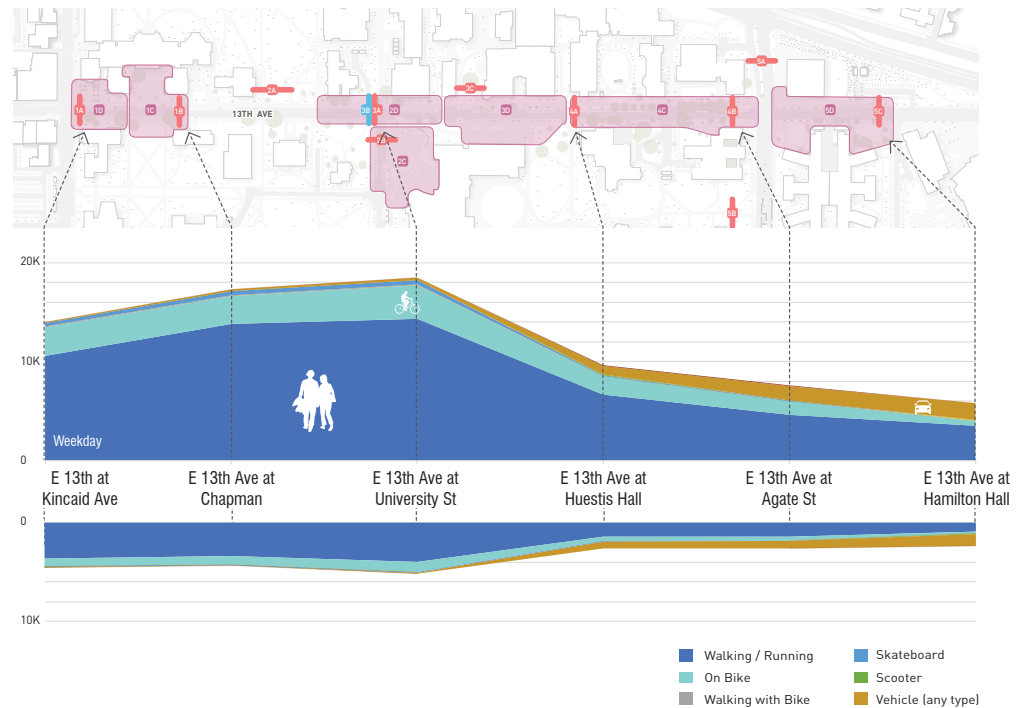 5A
3C
2A
1A
1D
1C
1B
13TH AVE
3B
3A
2D
3D
4A
4C
4B
5D
5C
2C
5B
20K
10K
Weekday
0
E 13th at
Kincaid Ave
E 13th Ave at
Chapman
E 13th Ave at
University St
E 13th Ave at
Huestis Hall
E 13th Ave at
Agate St
E 13th Ave at
Hamilton Hall
0
10K
Walking / Running
On Bike
Walking with Bike
Skateboard
Scooter
Vehicle (any type)